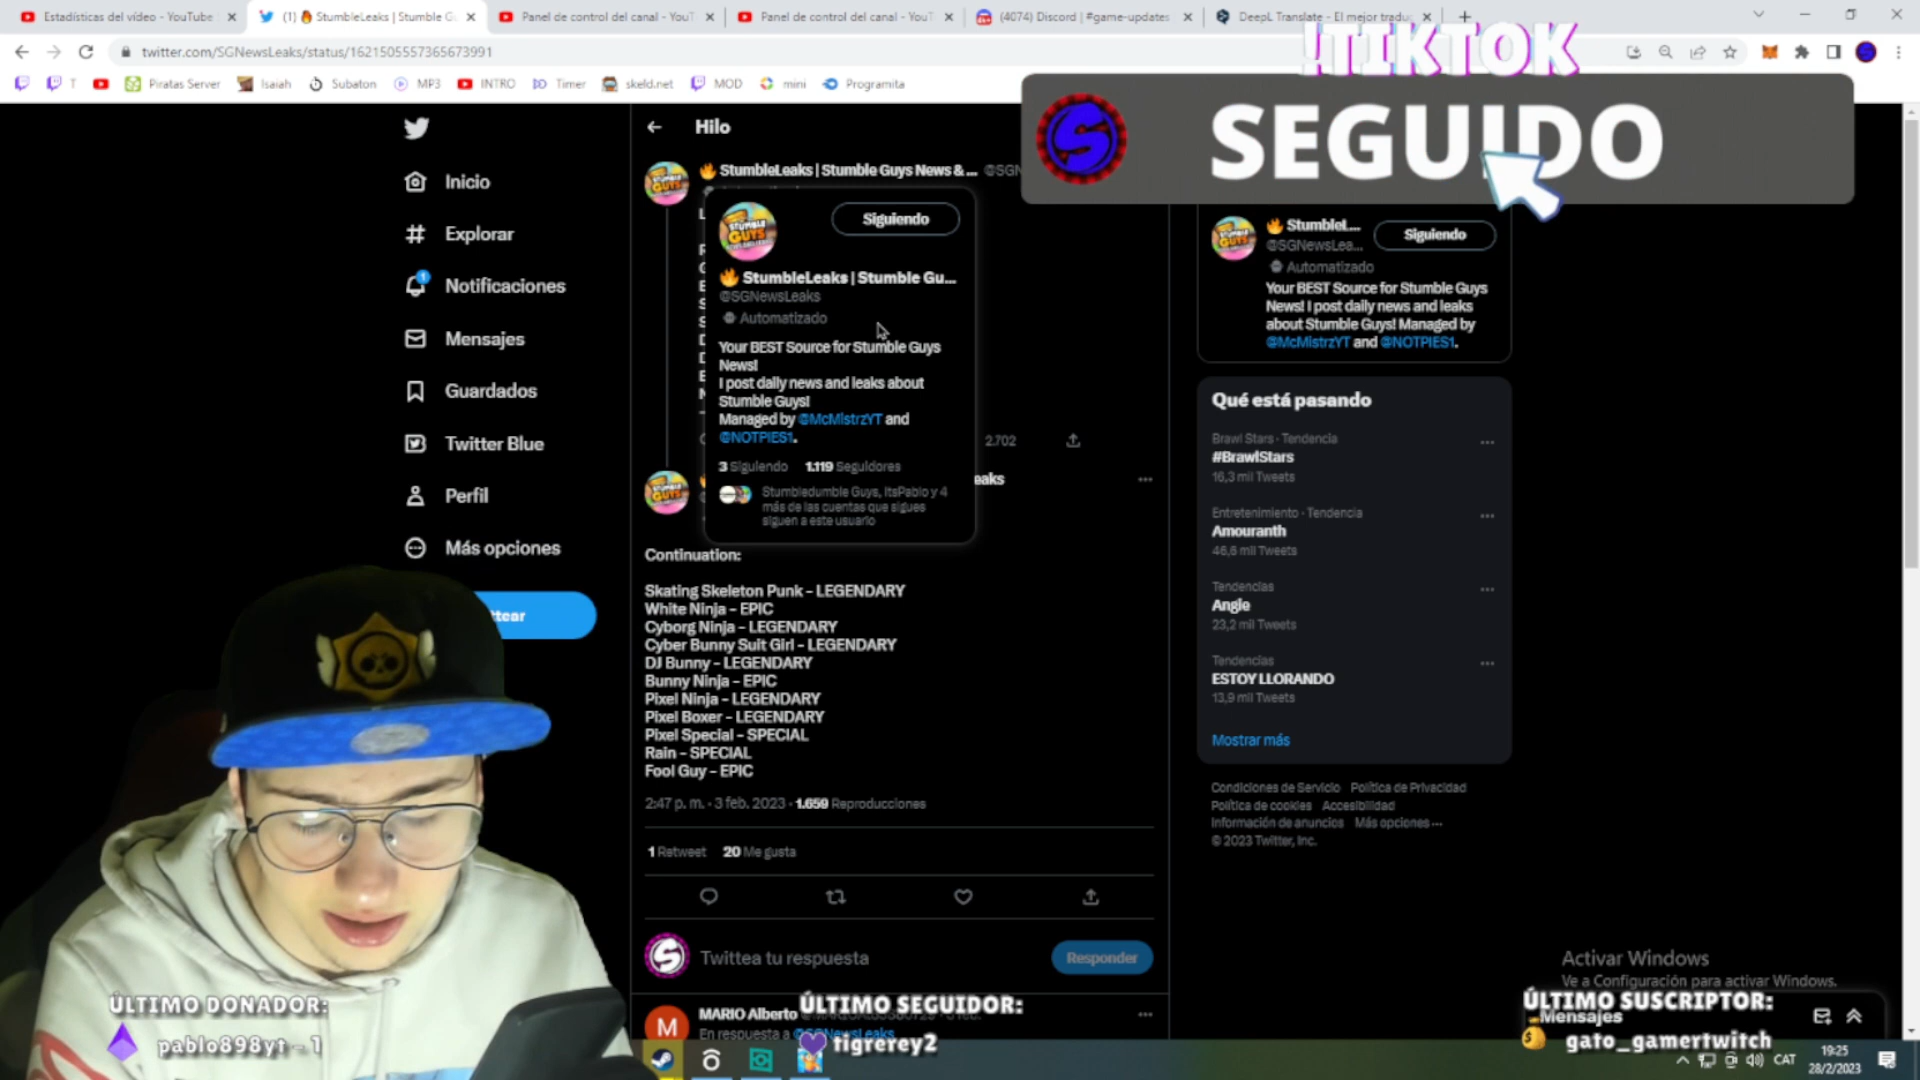 Estadísticas del vídeo - YouTube
(1) 🔥 StumbleLeaks | Stumble G
Panel de control del canal - YouT
Panel de control del canal - YouT
(4074) Discord | #game-updates
DeepL Translate - El mejor tradu
twitter.com/SGNewsLeaks/status/1621505557365673991
T
Piratas Server
Isaiah
Subaton
MP3
INTRO
Timer
skeld.net
MOD
mini
Programita
!TIKTOK
SEGUIDO
Inicio
Explorar
Notificaciones
Mensajes
Guardados
Twitter Blue
Perfil
Más opciones
ttear
Hilo
🔥 StumbleLeaks | Stumble Guys News & ... @SGN
Siguiendo
🔥 StumbleLeaks | Stumble Gu...
@SGNewsLeaks
Automatizado
Your BEST Source for Stumble Guys
News!
I post daily news and leaks about
Stumble Guys!
Managed by @McMistrzYT and
@NOTPIES1.
3 Siguiendo 1.119 Seguidores
Stumbledumble Guys, ItsPablo y 4
más de las cuentas que sigues
siguen a este usuario
2.702
eaks
Continuation:
Skating Skeleton Punk - LEGENDARY
White Ninja - EPIC
Cyborg Ninja - LEGENDARY
Cyber Bunny Suit Girl - LEGENDARY
DJ Bunny - LEGENDARY
Bunny Ninja - EPIC
Pixel Ninja - LEGENDARY
Pixel Boxer - LEGENDARY
Pixel Special - SPECIAL
Rain - SPECIAL
Fool Guy - EPIC
2:47 p. m. · 3 feb. 2023 · 1.659 Reproducciones
1 Retweet 20 Me gusta
Twittea tu respuesta
Responder
MARIO Alberto
En respuesta a @SGNewsLeaks
🔥 StumbleL...
@SGNewsLea...
Siguiendo
Automatizado
Your BEST Source for Stumble Guys
News! I post daily news and leaks
about Stumble Guys! Managed by
@McMistrzYT and @NOTPIES1.
Qué está pasando
Brawl Stars · Tendencia
#BrawlStars
16,3 mil Tweets
Entretenimiento · Tendencia
Amouranth
46,6 mil Tweets
Tendencias
Angie
23,2 mil Tweets
Tendencias
ESTOY LLORANDO
13,9 mil Tweets
Mostrar más
Condiciones de Servicio Política de Privacidad
Política de cookies Accesibilidad
Información de anuncios Más opciones ···
© 2023 Twitter, Inc.
Activar Windows
Ve a Configuración para activar Windows.
Mensajes
ÚLTIMO DONADOR:
pablo898yt - 1
ÚLTIMO SEGUIDOR:
tigrerey2
ÚLTIMO SUSCRIPTOR:
gato_gamertwitch
CAT
19:25
28/2/2023